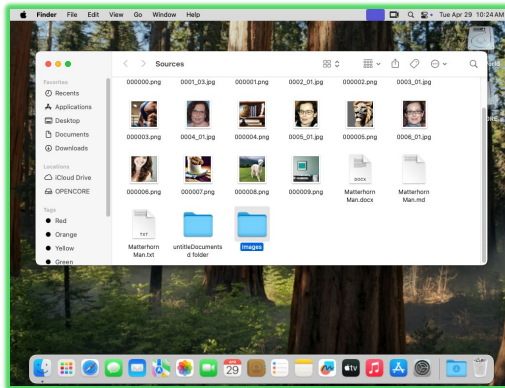 Finder File Edit View Go Window Help Tue Apr 29 10:24 AM
Sources
Favorites
Recents
Applications
Desktop
Documents
Downloads
Locations
iCloud Drive
OPENCORE
Tags
Red
Orange
Yellow
Green
000000.png 0001_03.jpg 000001.png 0002_01.jpg 000002.png 0003_01.jpg
000003.png 0004_01.jpg 000004.png 0005_01.jpg 000005.png 0006_01.jpg
DOCX
000006.png 000007.png 000008.png 000009.png Matterhorn Matterhorn
Man.docx Man.md
TXT
Matterhorn untitleDocuments Images
Man.txt d folder
APR
29
tv